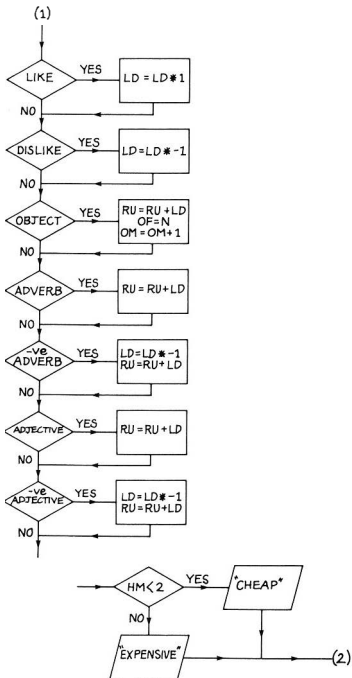 (1)
LIKE
YES
LD = LD*1
NO
DISLIKE
YES
LD=LD*-1
NO
OBJECT
YES
RU=RU+LD
OF=N
OM=OM+1
NO
ADVERB
YES
RU=RU+LD
NO
-ve
ADVERB
YES
LD=LD*-1
RU=RU+LD
NO
ADJECTIVE
YES
RU=RU+LD
NO
-ve
ADJECTIVE
YES
LD=LD*-1
RU=RU+LD
NO
HM<2
YES
"CHEAP"
NO
"EXPENSIVE"
(2)